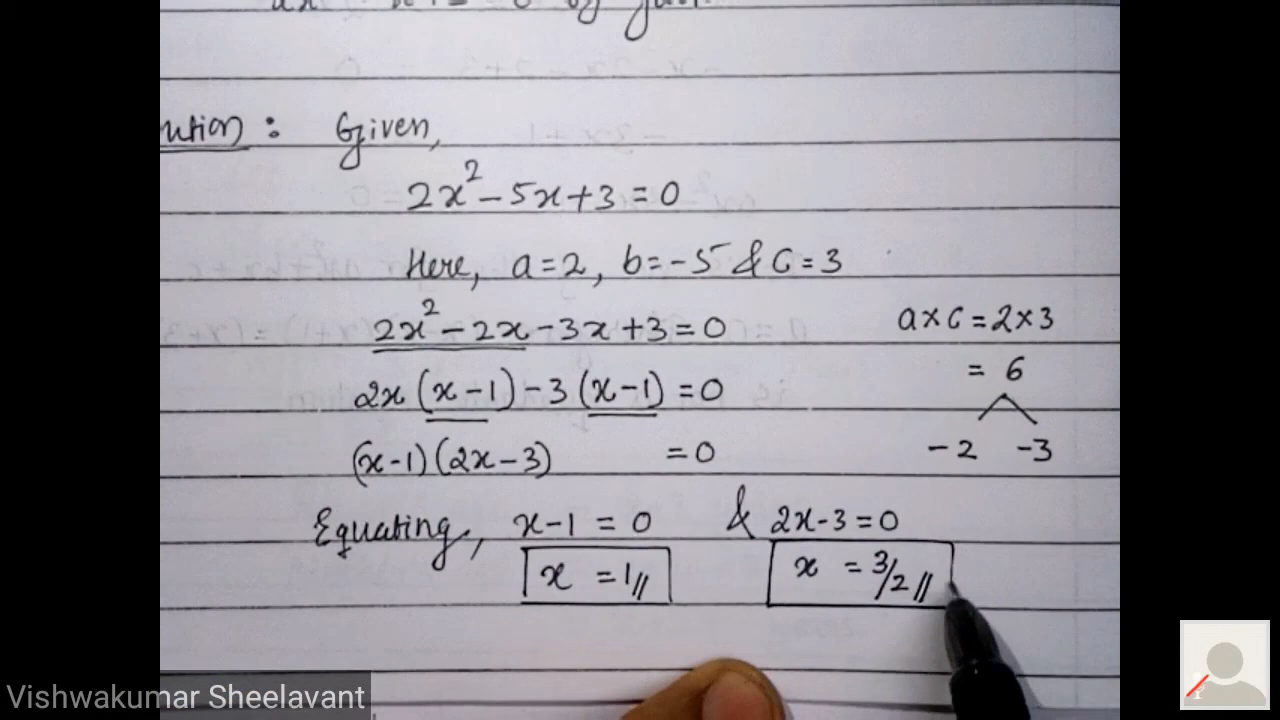 ution : Given,
2x² - 5x + 3 = 0
Here, a = 2, b = -5 & C = 3
2x² - 2x - 3x + 3 = 0
a × c = 2 × 3
= 6
2x (x - 1) - 3 (x - 1) = 0
(x - 1) (2x - 3) = 0
-2 -3
Equating, x - 1 = 0 & 2x - 3 = 0
x = 1// x = 3/2//
Vishwakumar Sheelavant